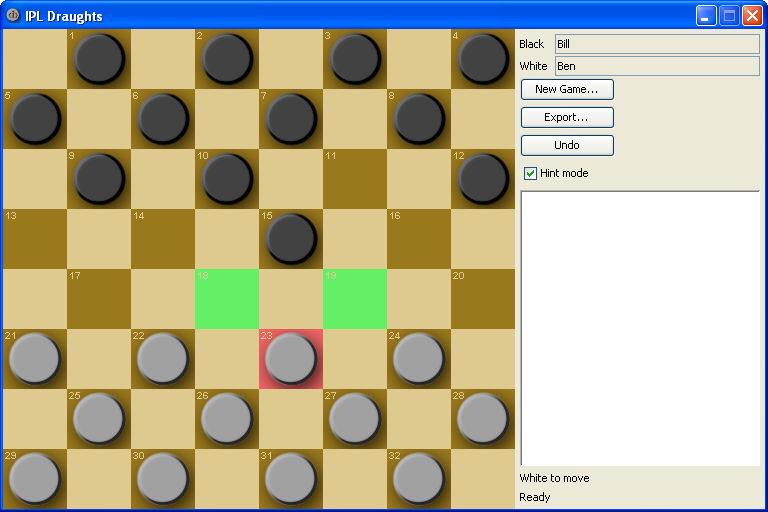 IPL Draughts
1 2 3 4
5 6 7 8
9 10 11 12
13 14 15 16
17 18 19 20
21 22 23 24
25 26 27 28
29 30 31 32
Black Bill
White Ben
New Game...
Export...
Undo
Hint mode
White to move
Ready